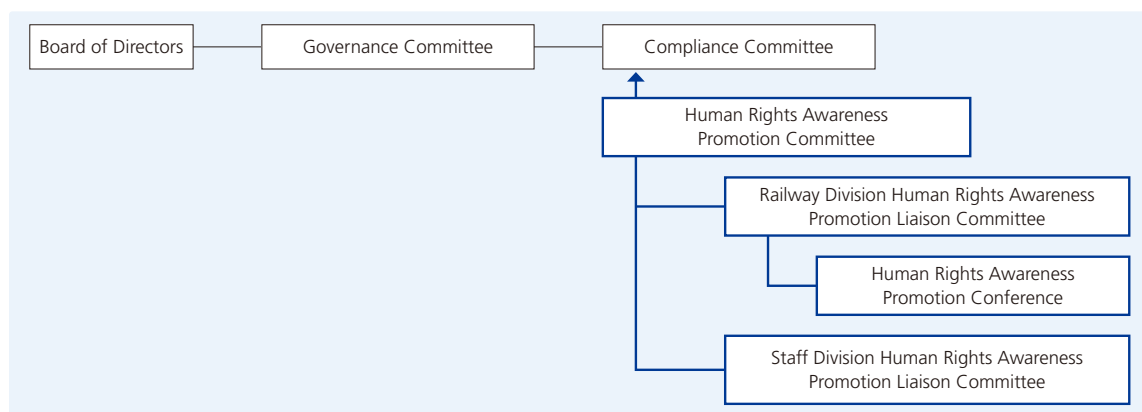 Board of Directors
Governance Committee
Compliance Committee
Human Rights Awareness
Promotion Committee
Railway Division Human Rights Awareness
Promotion Liaison Committee
Human Rights Awareness
Promotion Conference
Staff Division Human Rights Awareness
Promotion Liaison Committee